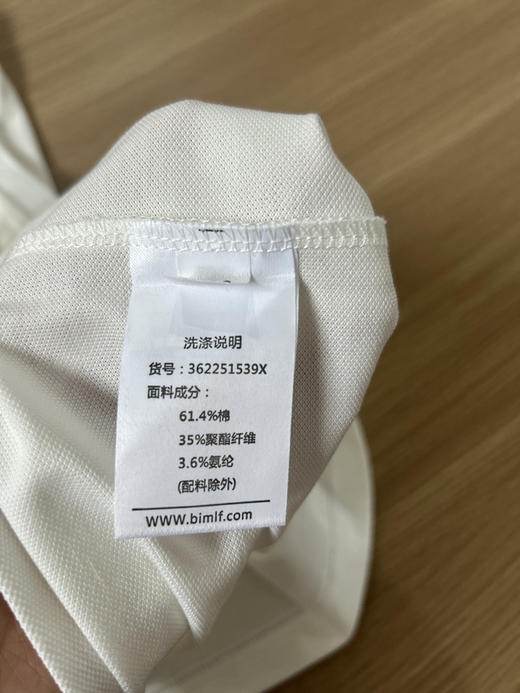 洗涤说明
货号：362251539X
面料成分：
61.4%棉
35%聚酯纤维
3.6%氨纶
(配料除外)
www.bimlf.com